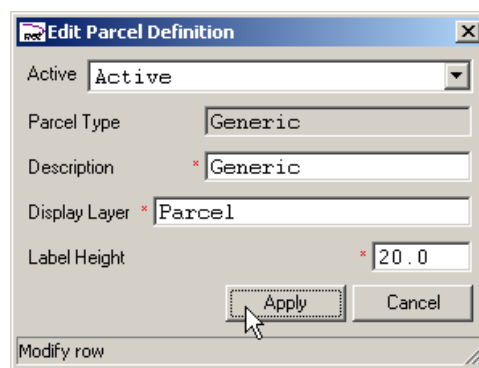 Edit Parcel Definition
Active Active
Parcel Type Generic
Description * Generic
Display Layer * Parcel
Label Height * 20.0
Apply Cancel
Modify row